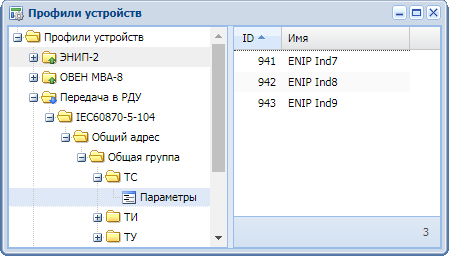 Профили устройств
Профили устройств
ЭНИП-2
ОВЕН МВА-8
Передача в РДУ
IEC60870-5-104
Общий адрес
Общая группа
ТС
Параметры
ТИ
ТУ
ID Имя
941 ENIP Ind7
942 ENIP Ind8
943 ENIP Ind9
3